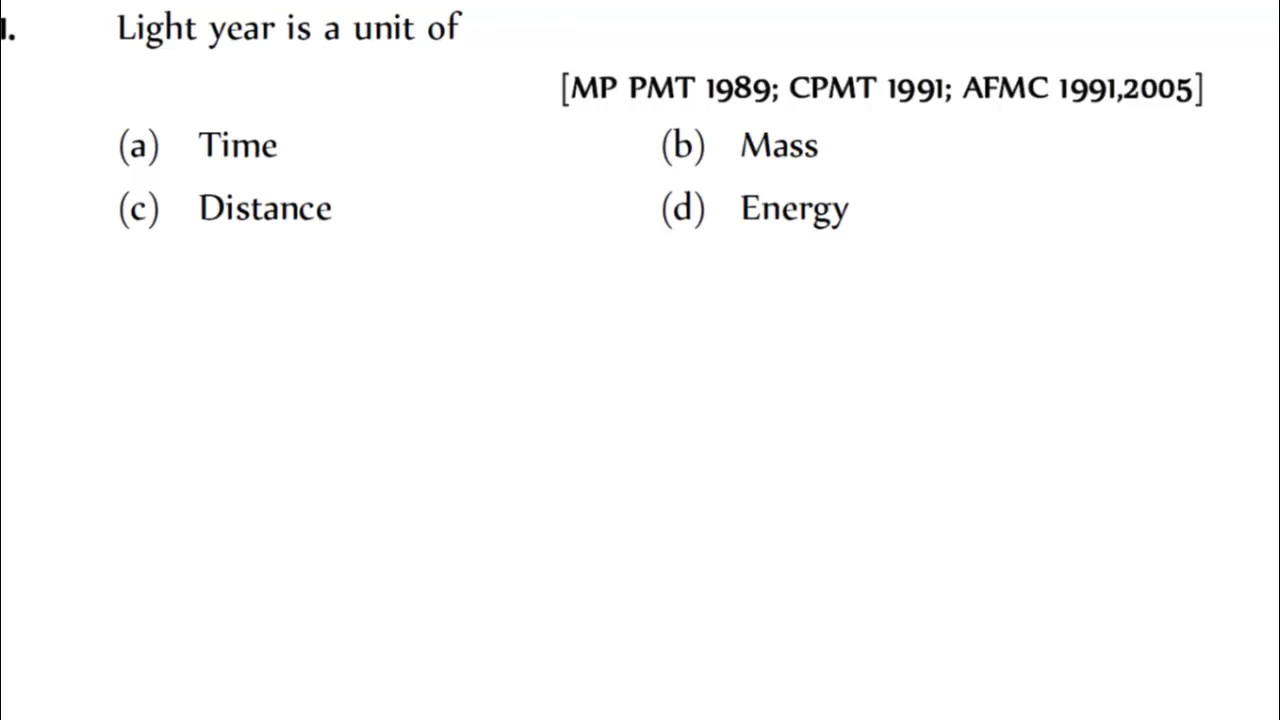 1. Light year is a unit of
[MP PMT 1989; CPMT 1991; AFMC 1991,2005]
(a) Time (b) Mass
(c) Distance (d) Energy